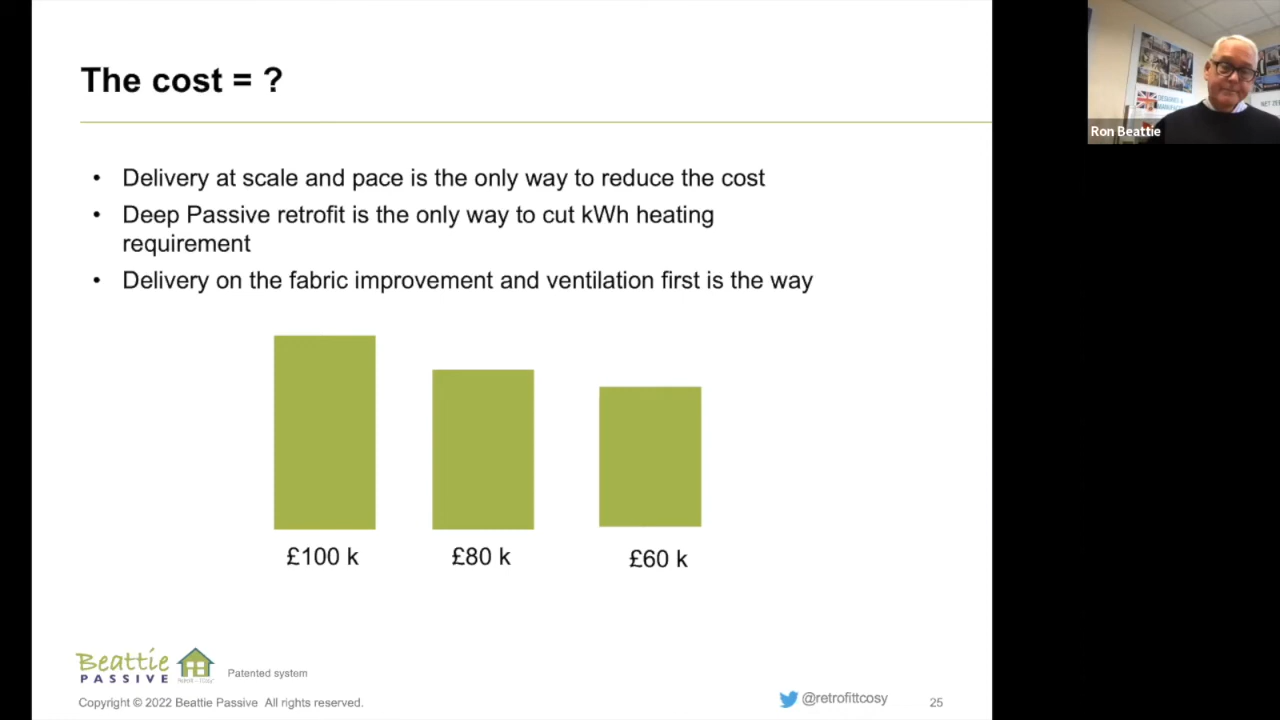 The cost = ?
• Delivery at scale and pace is the only way to reduce the cost
• Deep Passive retrofit is the only way to cut kWh heating
requirement
• Delivery on the fabric improvement and ventilation first is the way
£100 k
£80 k
£60 k
Beattie
PASSIVE
Patented system
Copyright © 2022 Beattie Passive All rights reserved.
@retrofittcosy
25
Ron Beattie